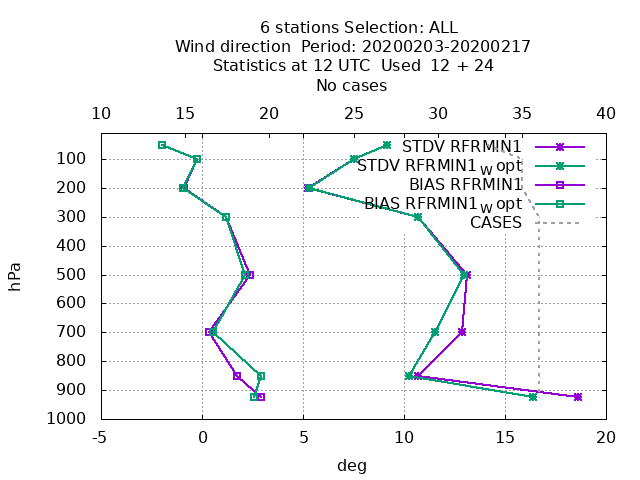 6 stations Selection: ALL
Wind direction  Period: 20200203-20200217
Statistics at 12 UTC  Used  12 + 24
No cases
10 15 20 25 30 35 40
STDV RFRMIN1
STDV RFRMIN1_W opt
BIAS RFRMIN1
BIAS RFRMIN1_W opt
CASES
100
200
300
400
500
600
700
800
900
1000
hPa
-5 0 5 10 15 20
deg